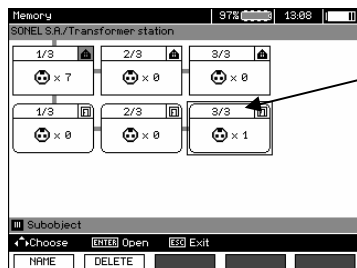 Memory 97% 13:08
SONEL S.A./Transformer station
1/3 2/3 3/3
x 7 x 0 x 0
1/3 2/3 3/3
x 0 x 0 x 1
Subobject
Choose ENTER Open ESC Exit
NAME DELETE